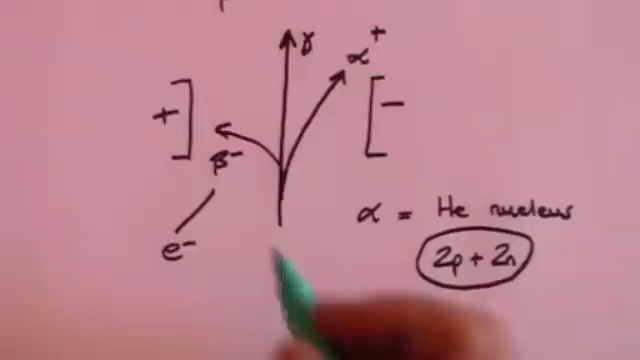 γ
α+
+
−
β−
e−
α = He nucleus
2p + 2n